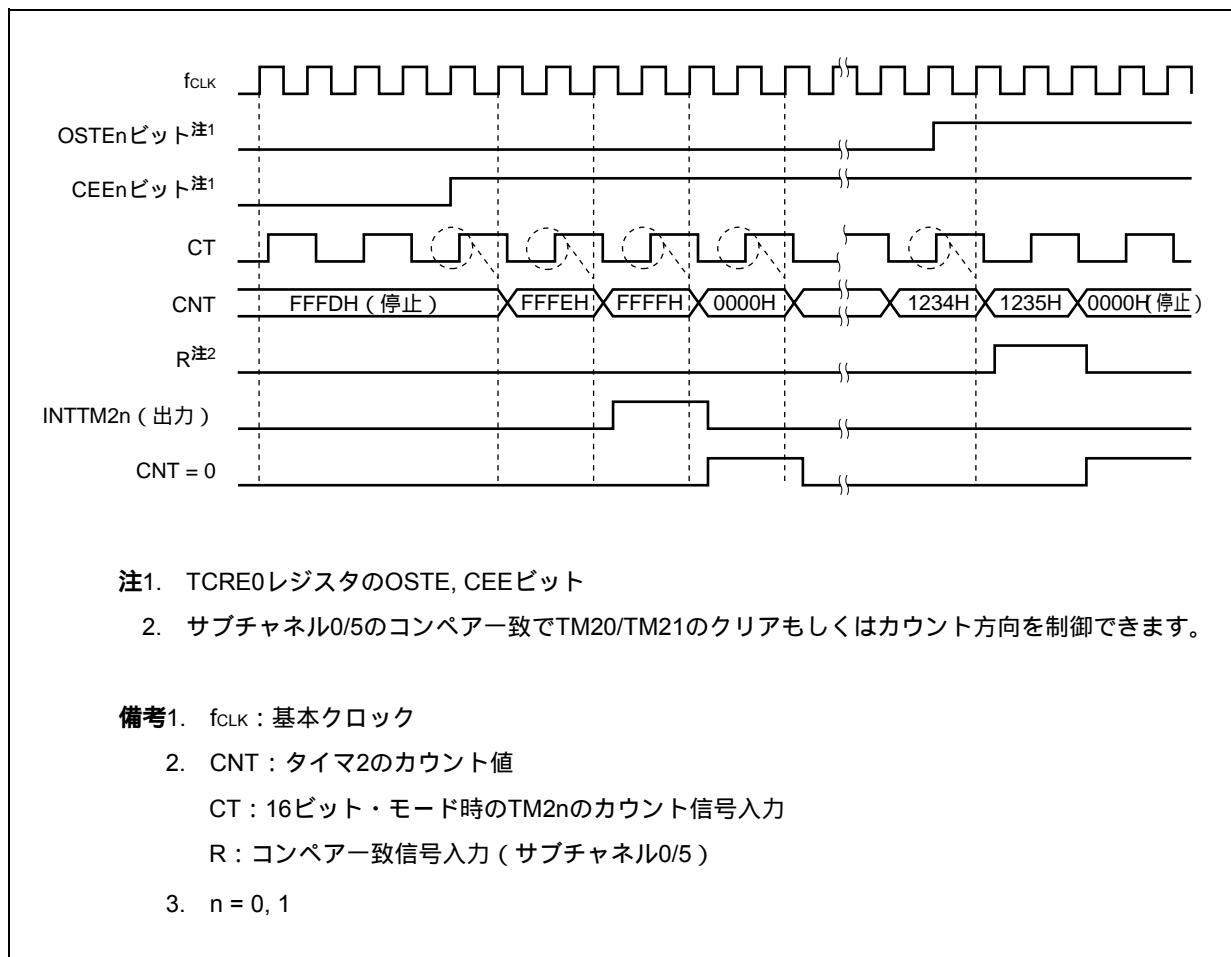 fCLK
OSTEnビット注1
CEEnビット注1
CT
CNT FFFDH（停止） FFFEH FFFFH 0000H 1234H 1235H 0000H（停止）
R注2
INTTM2n（出力）
CNT = 0
注1. TCRE0レジスタのOSTE, CEEビット
2. サブチャネル0/5のコンペア一致でTM20/TM21のクリアもしくはカウント方向を制御できます。
備考1. fCLK：基本クロック
2. CNT：タイマ2のカウント値
CT：16ビット・モード時のTM2nのカウント信号入力
R：コンペア一致信号入力（サブチャネル0/5）
3. n = 0, 1